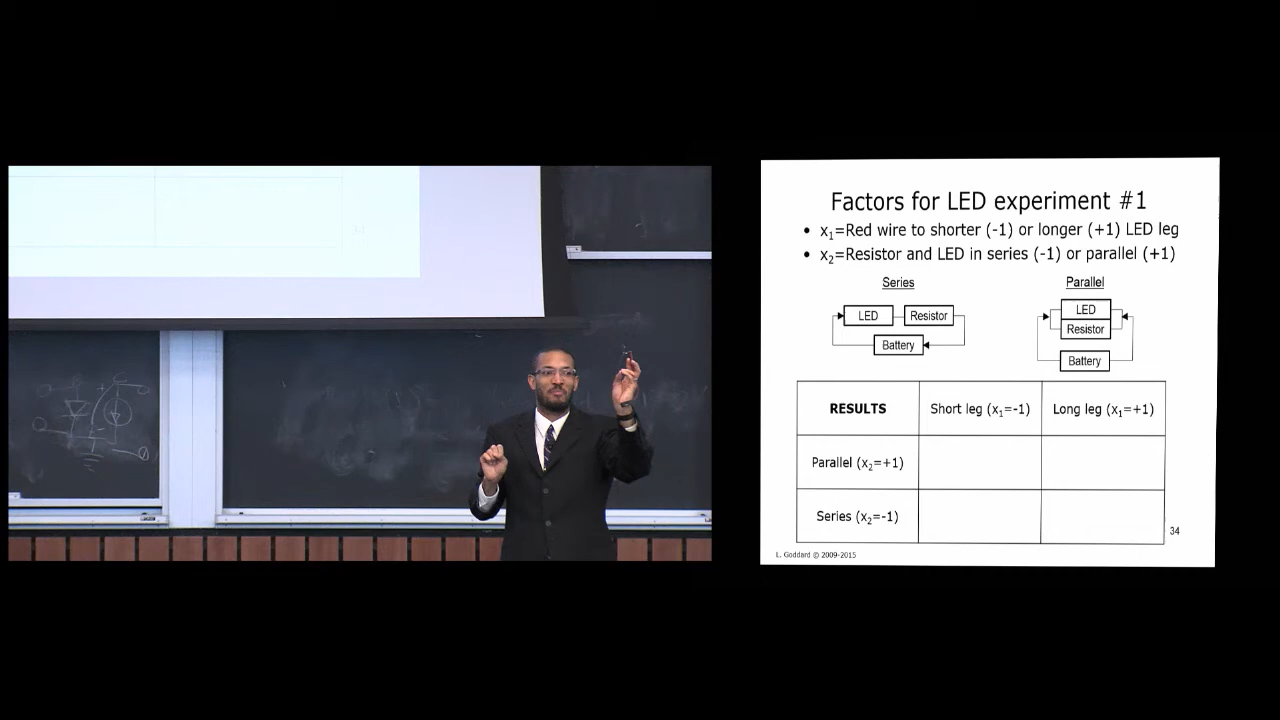 Factors for LED experiment #1
• x₁=Red wire to shorter (-1) or longer (+1) LED leg
• x₂=Resistor and LED in series (-1) or parallel (+1)
Series
Parallel
LED
Resistor
Battery
LED
Resistor
Battery
RESULTS
Short leg (x₁=-1)
Long leg (x₁=+1)
Parallel (x₂=+1)
Series (x₂=-1)
34
L. Goddard © 2009-2015